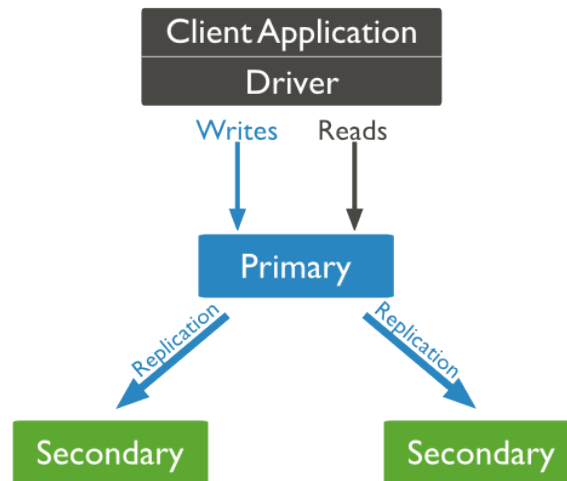 Client Application
Driver
Writes Reads
Primary
Replication Replication
Secondary Secondary